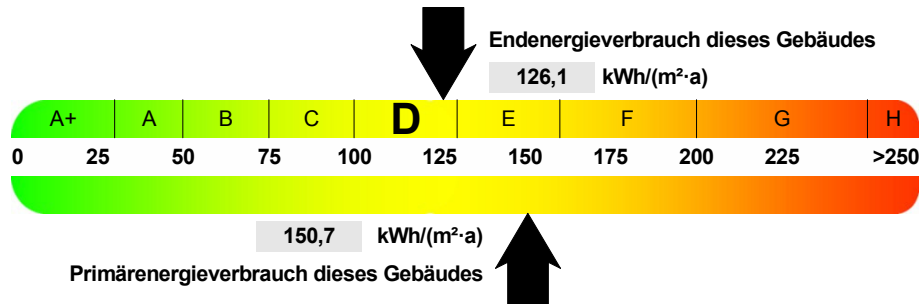 Endenergieverbrauch dieses Gebäudes
126,1 kWh/(m²·a)
A+ A B C D E F G H
0 25 50 75 100 125 150 175 200 225 >250
150,7 kWh/(m²·a)
Primärenergieverbrauch dieses Gebäudes